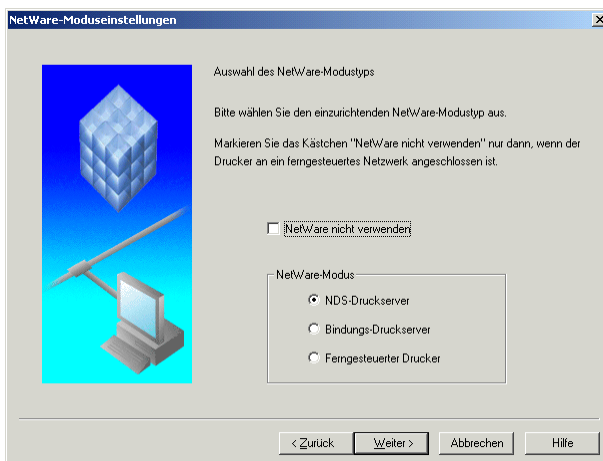 NetWare-Moduseinstellungen
Auswahl des NetWare-Modustyps
Bitte wählen Sie den einzurichtenden NetWare-Modustyp aus.
Markieren Sie das Kästchen "NetWare nicht verwenden" nur dann, wenn der
Drucker an ein ferngesteuertes Netzwerk angeschlossen ist.
NetWare nicht verwenden
NetWare-Modus
NDS-Druckserver
Bindungs-Druckserver
Ferngesteuerter Drucker
< Zurück Weiter > Abbrechen Hilfe